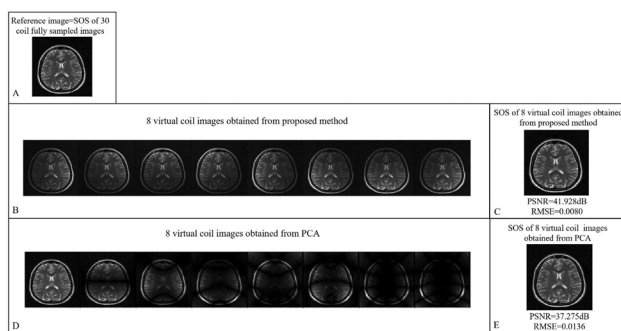 Reference image=SOS of 30
coil fully sampled images
A
8 virtual coil images obtained from proposed method
B
SOS of 8 virtual coil images obtained
from proposed method
PSNR=41.928dB
C
RMSE=0.0080
8 virtual coil images obtained from PCA
D
SOS of 8 virtual coil images
obtained from PCA
PSNR=37.275dB
E
RMSE=0.0136